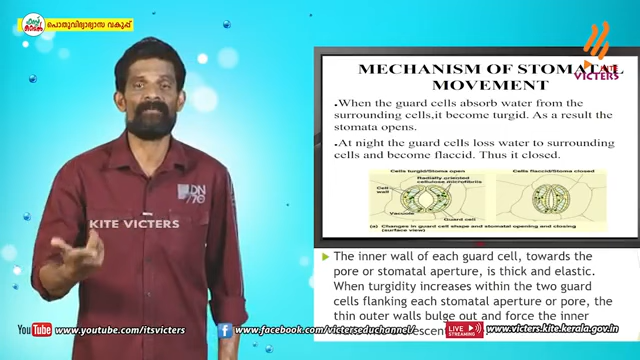 പൊതുവിദ്യാഭ്യാസ വകുപ്പ്
MECHANISM OF STOMATAL
MOVEMENT
VICTERS
.When the guard cells absorb water from the
surrounding cells,it become turgid. As a result the
stomata opens.
.At night the guard cells loss water to surrounding
cells and become flaccid. Thus it closed.
Cells turgid/Stoma open
Cells flaccid/Stoma closed
Radially oriented
cellulose microfibrils
Cell
wall
Vacuole
Guard cell
(a) Changes in guard cell shape and stomatal opening and closing
(surface view)
DN
78
KITE VICTERS
The inner wall of each guard cell, towards the
pore or stomatal aperture, is thick and elastic.
When turgidity increases within the two guard
cells flanking each stomatal aperture or pore, the
thin outer walls bulge out and force the inner
YouTube www.youtube.com/itsvicters
www.facebook.com/victerseduchannel
LIVE STREAMING www.victers.kite.kerala.gov.in